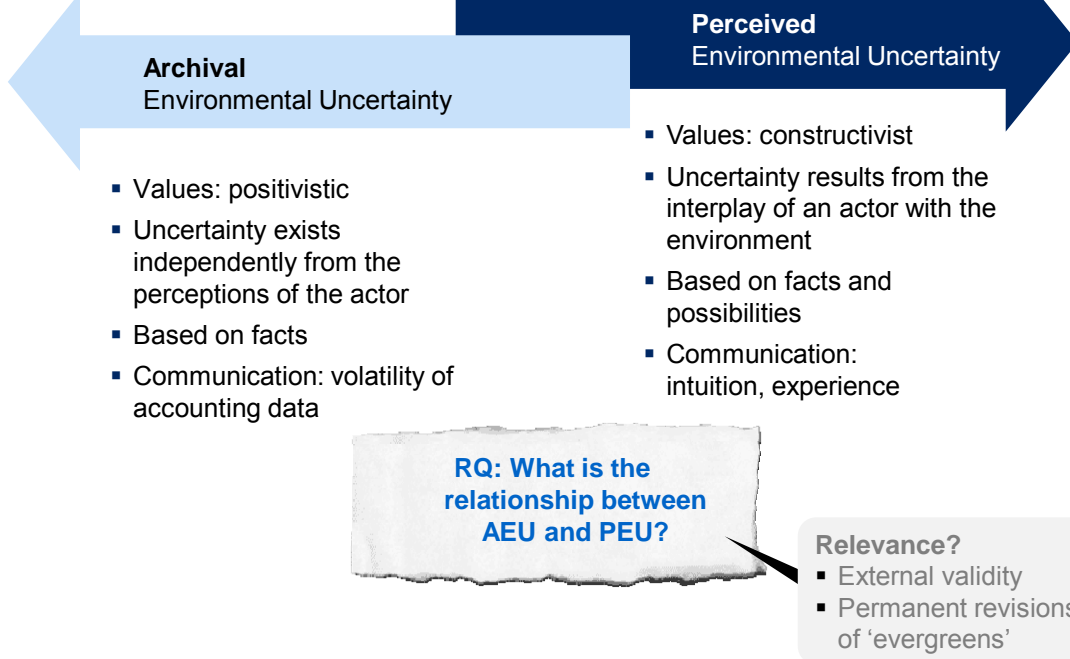 Archival
Environmental Uncertainty
▪ Values: positivistic
▪ Uncertainty exists
independently from the
perceptions of the actor
▪ Based on facts
▪ Communication: volatility of
accounting data
Perceived
Environmental Uncertainty
▪ Values: constructivist
▪ Uncertainty results from the
interplay of an actor with the
environment
▪ Based on facts and
possibilities
▪ Communication:
intuition, experience
RQ: What is the
relationship between
AEU and PEU?
Relevance?
▪ External validity
▪ Permanent revisions
of ‘evergreens’